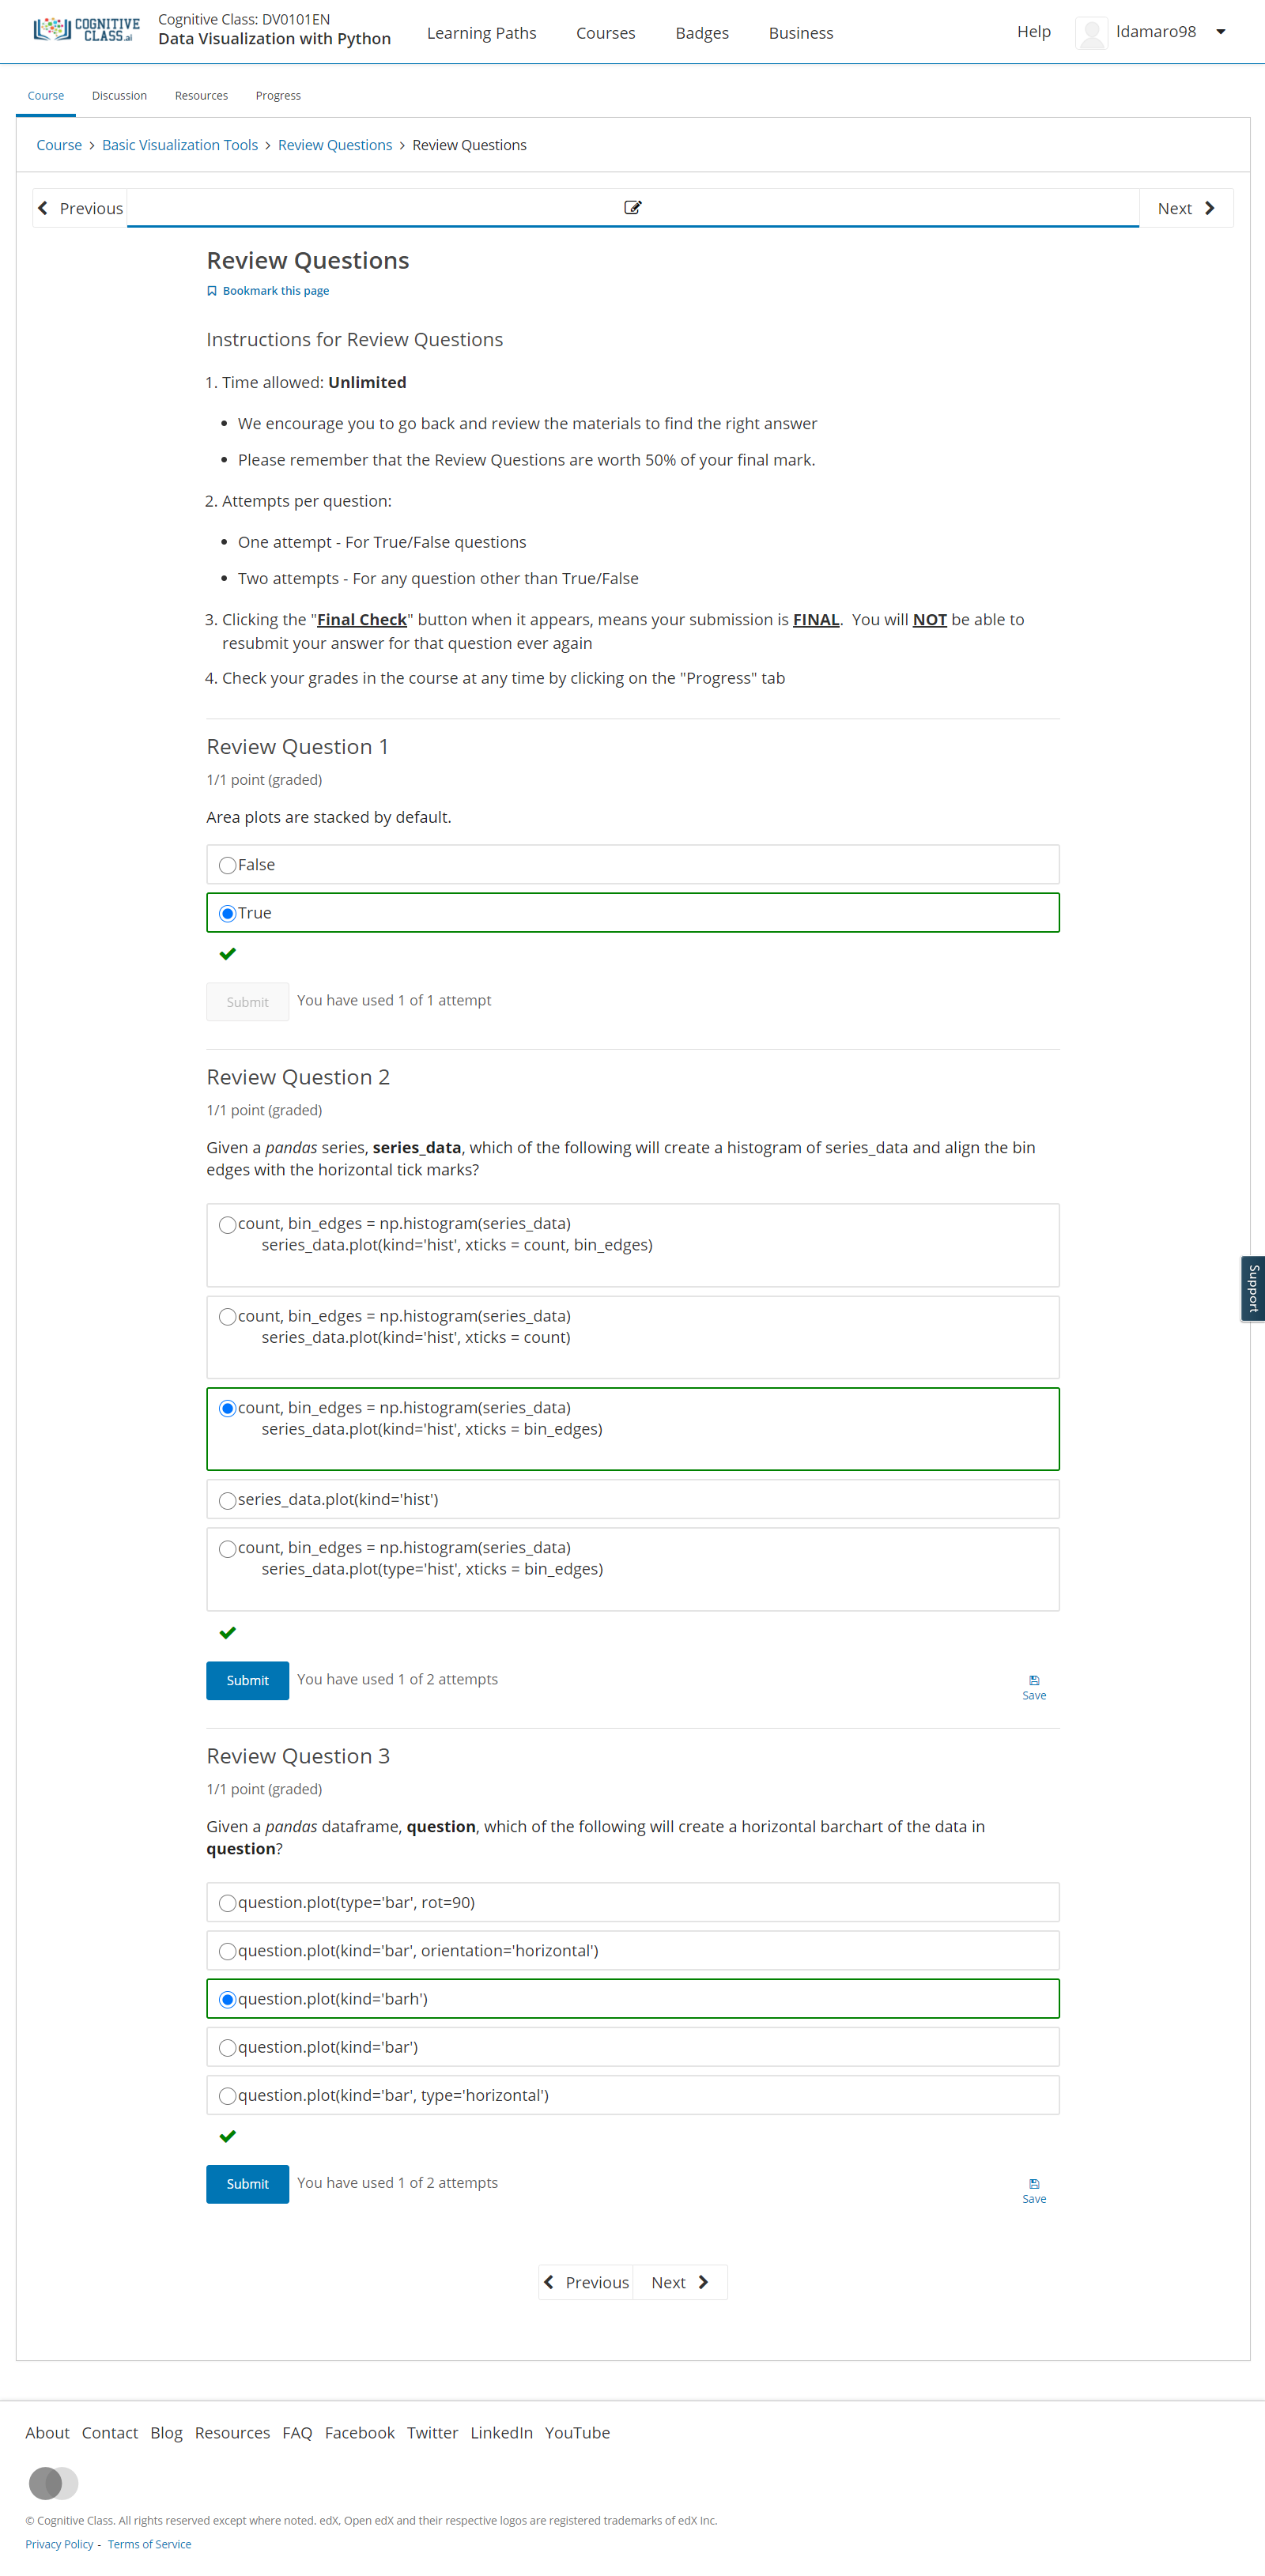 COGNITIVE
CLASS.ai
Cognitive Class: DV0101EN
Data Visualization with Python
Learning Paths
Courses
Badges
Business
Help
ldamaro98
Course
Discussion
Resources
Progress
Course > Basic Visualization Tools > Review Questions > Review Questions
Previous
Next
Review Questions
Bookmark this page
Instructions for Review Questions
1. Time allowed: Unlimited
• We encourage you to go back and review the materials to find the right answer
• Please remember that the Review Questions are worth 50% of your final mark.
2. Attempts per question:
• One attempt - For True/False questions
• Two attempts - For any question other than True/False
3. Clicking the "Final Check" button when it appears, means your submission is FINAL.  You will NOT be able to
resubmit your answer for that question ever again
4. Check your grades in the course at any time by clicking on the "Progress" tab
Review Question 1
1/1 point (graded)
Area plots are stacked by default.
False
True
Submit
You have used 1 of 1 attempt
Review Question 2
1/1 point (graded)
Given a pandas series, series_data, which of the following will create a histogram of series_data and align the bin
edges with the horizontal tick marks?
count, bin_edges = np.histogram(series_data)
series_data.plot(kind='hist', xticks = count, bin_edges)
count, bin_edges = np.histogram(series_data)
series_data.plot(kind='hist', xticks = count)
count, bin_edges = np.histogram(series_data)
series_data.plot(kind='hist', xticks = bin_edges)
series_data.plot(kind='hist')
count, bin_edges = np.histogram(series_data)
series_data.plot(type='hist', xticks = bin_edges)
Submit
You have used 1 of 2 attempts
Save
Support
Review Question 3
1/1 point (graded)
Given a pandas dataframe, question, which of the following will create a horizontal barchart of the data in
question?
question.plot(type='bar', rot=90)
question.plot(kind='bar', orientation='horizontal')
question.plot(kind='barh')
question.plot(kind='bar')
question.plot(kind='bar', type='horizontal')
Submit
You have used 1 of 2 attempts
Save
Previous
Next
About Contact Blog Resources FAQ Facebook Twitter LinkedIn YouTube
© Cognitive Class. All rights reserved except where noted. edX, Open edX and their respective logos are registered trademarks of edX Inc.
Privacy Policy - Terms of Service